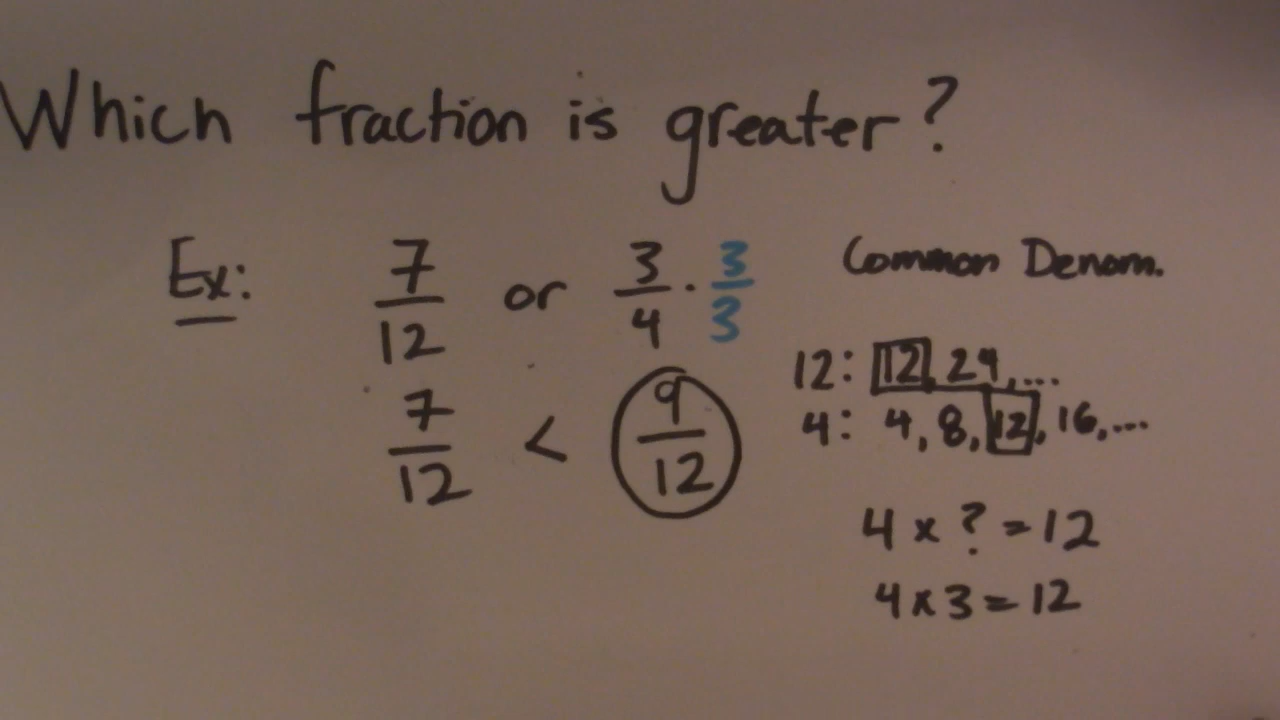 Which fraction is greater?
Ex: 7/12 or 3/4 · 3/3
7/12 < 9/12
Common Denom.
12: 12, 24, ...
4: 4, 8, 12, 16, ...
4 x ? = 12
4 x 3 = 12